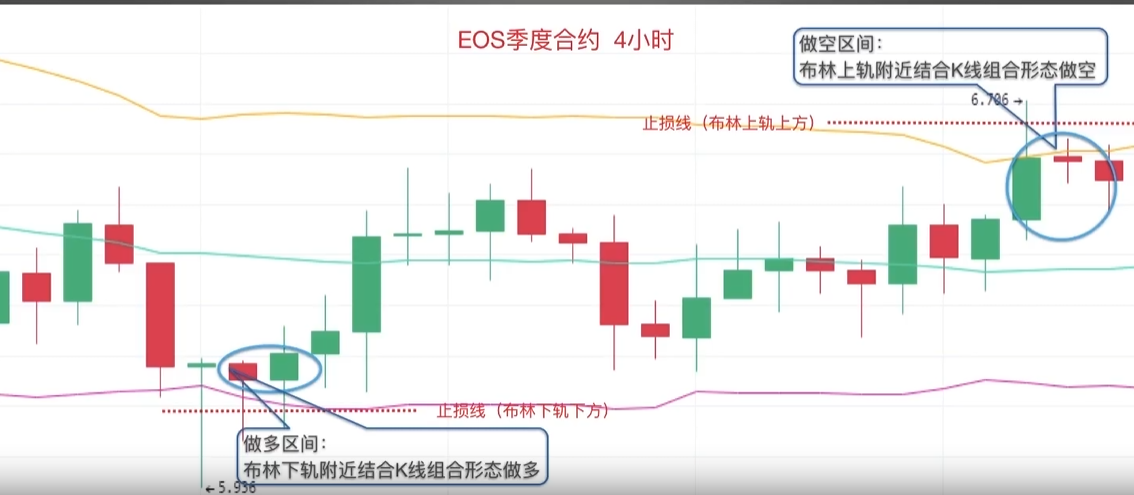 EOS季度合约 4小时
做空区间：
布林上轨附近结合K线组合形态做空
6.706→
止损线（布林上轨上方）
止损线（布林下轨下方）
做多区间：
布林下轨附近结合K线组合形态做多
←5.936